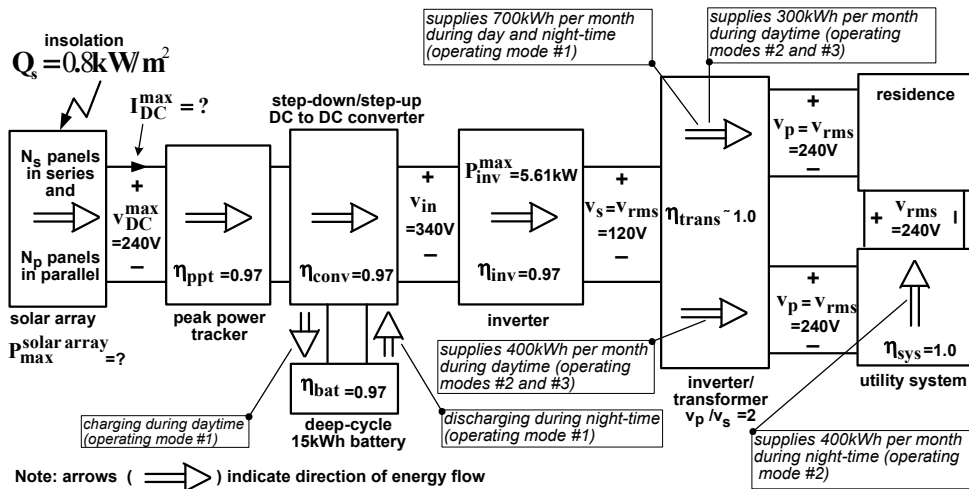 insolation
Q_s = 0.8kW/m²
supplies 700kWh per month
during day and night-time
(operating mode #1)
supplies 300kWh per month
during daytime (operating
modes #2 and #3)
I_DC^max = ?
step-down/step-up
DC to DC converter
residence
N_s panels
in series
and
N_p panels
in parallel
+
v_DC^max
=240V
−
η_ppt =0.97
η_conv =0.97
+
v_in
=340V
−
P_inv^max =5.61kW
η_inv =0.97
+
v_s = v_rms
=120V
−
η_trans ~ 1.0
+
v_p = v_rms
=240V
−
+ v_rms I
=240V
+
v_p = v_rms
=240V
−
η_sys =1.0
solar array
P_max^solar array =?
peak power
tracker
inverter
supplies 400kWh per month
during daytime (operating
modes #2 and #3)
inverter/
transformer
v_p /v_s =2
utility system
η_bat =0.97
charging during daytime
(operating mode #1)
deep-cycle
15kWh battery
discharging during night-time
(operating mode #1)
supplies 400kWh per month
during night-time (operating
mode #2)
Note: arrows ( ) indicate direction of energy flow